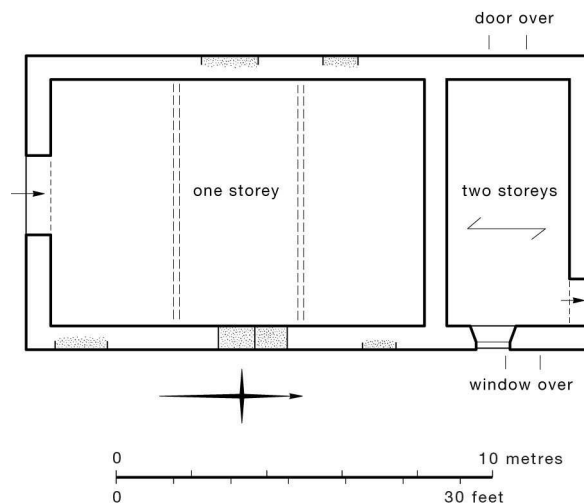 door over
one storey
two storeys
window over
0 10 metres
0 30 feet